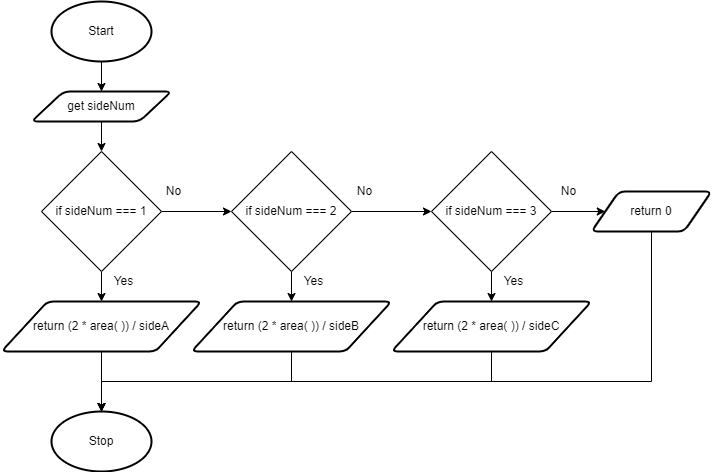 Start
get sideNum
No
No
No
if sideNum === 1
if sideNum === 2
if sideNum === 3
return 0
Yes
Yes
Yes
return (2 * area( )) / sideA
return (2 * area( )) / sideB
return (2 * area( )) / sideC
Stop